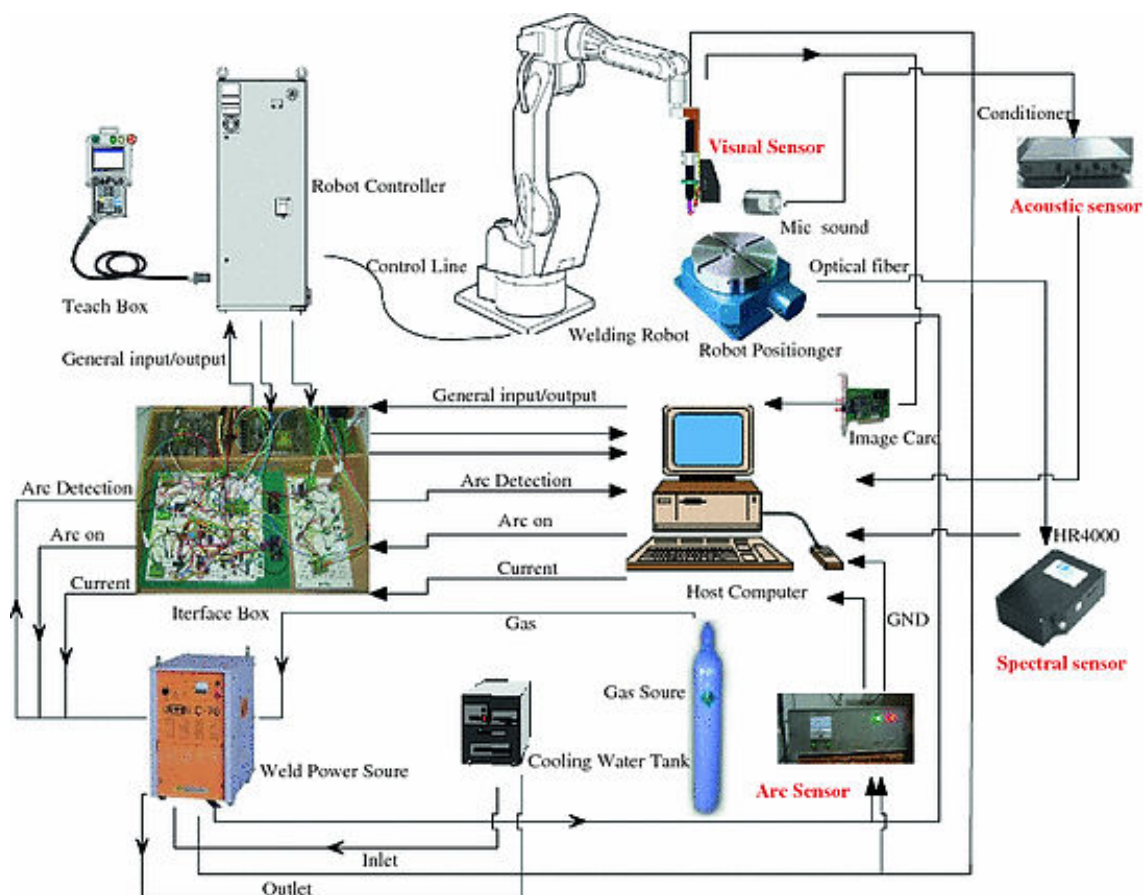 Conditioner
Visual Sensor
Robot Controller
Acoustic sensor
Mic sound
Control Line
Optical fiber
Teach Box
Welding Robot
Robot Positionger
General input/output
General input/output
Image Carc
Arc Detection
Arc Detection
Arc on
Arc on
HR4000
Current
Current
Host Computer
Iterface Box
Gas
GND
Spectral sensor
Gas Soure
Cooling Water Tank
Weld Power Soure
Arc Sensor
Inlet
Outlet